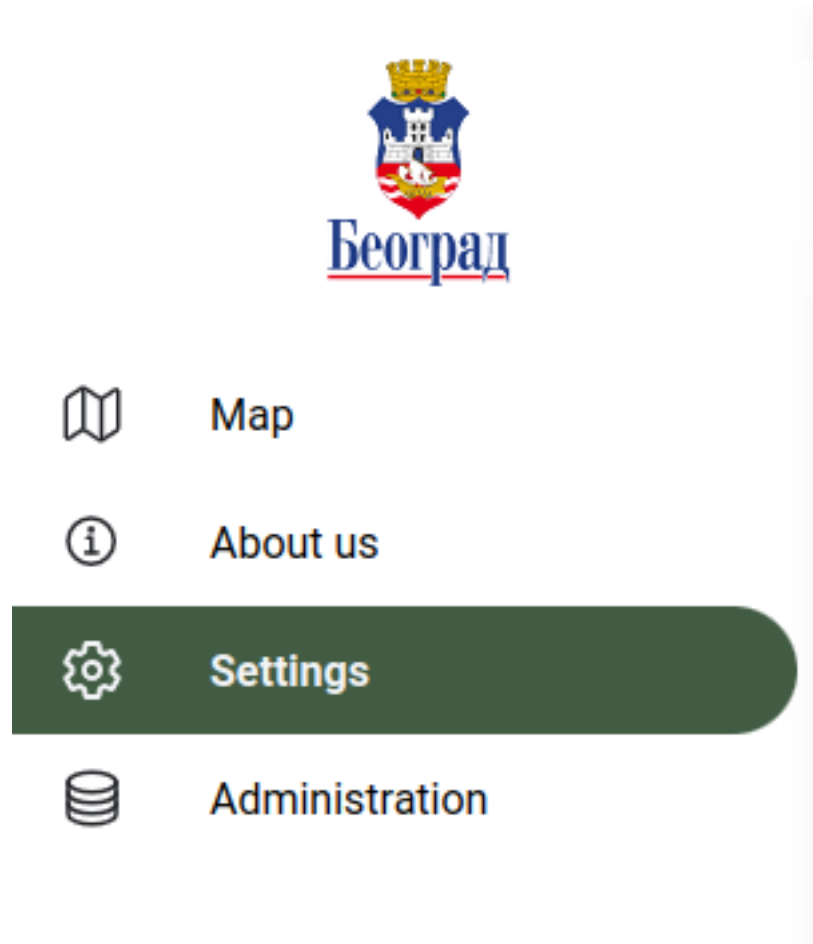 Београд
Map
About us
Settings
Administration